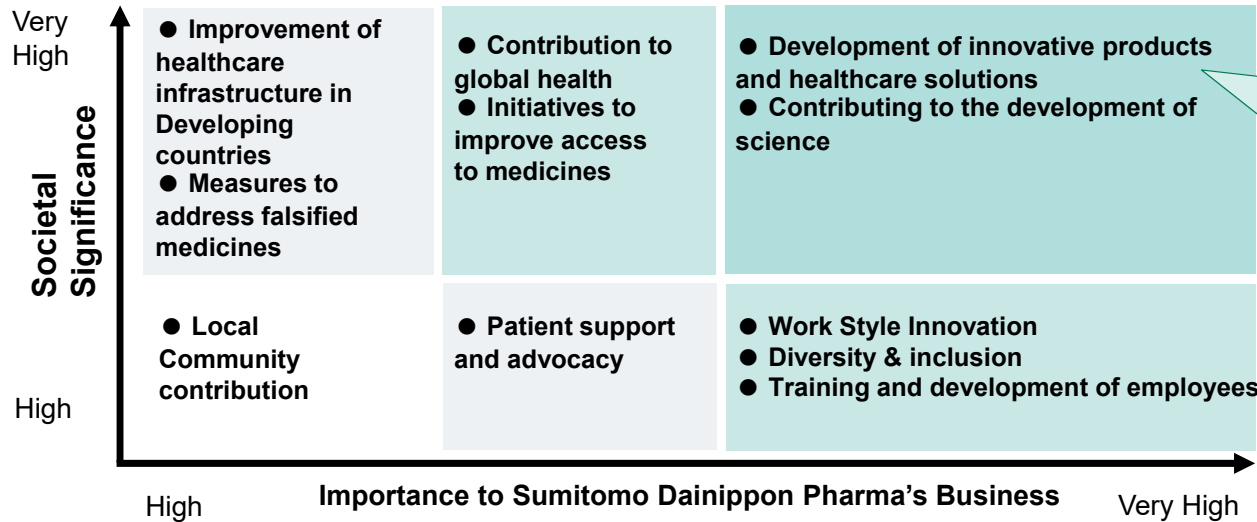 Very
High
● Improvement of
healthcare
infrastructure in
Developing
countries
● Measures to
address falsified
medicines
● Contribution to
global health
● Initiatives to
improve access
to medicines
● Development of innovative products
and healthcare solutions
● Contributing to the development of
science
Societal
Significance
● Local
Community
contribution
● Patient support
and advocacy
● Work Style Innovation
● Diversity & inclusion
● Training and development of employees
High
High
Importance to Sumitomo Dainippon Pharma's Business
Very High